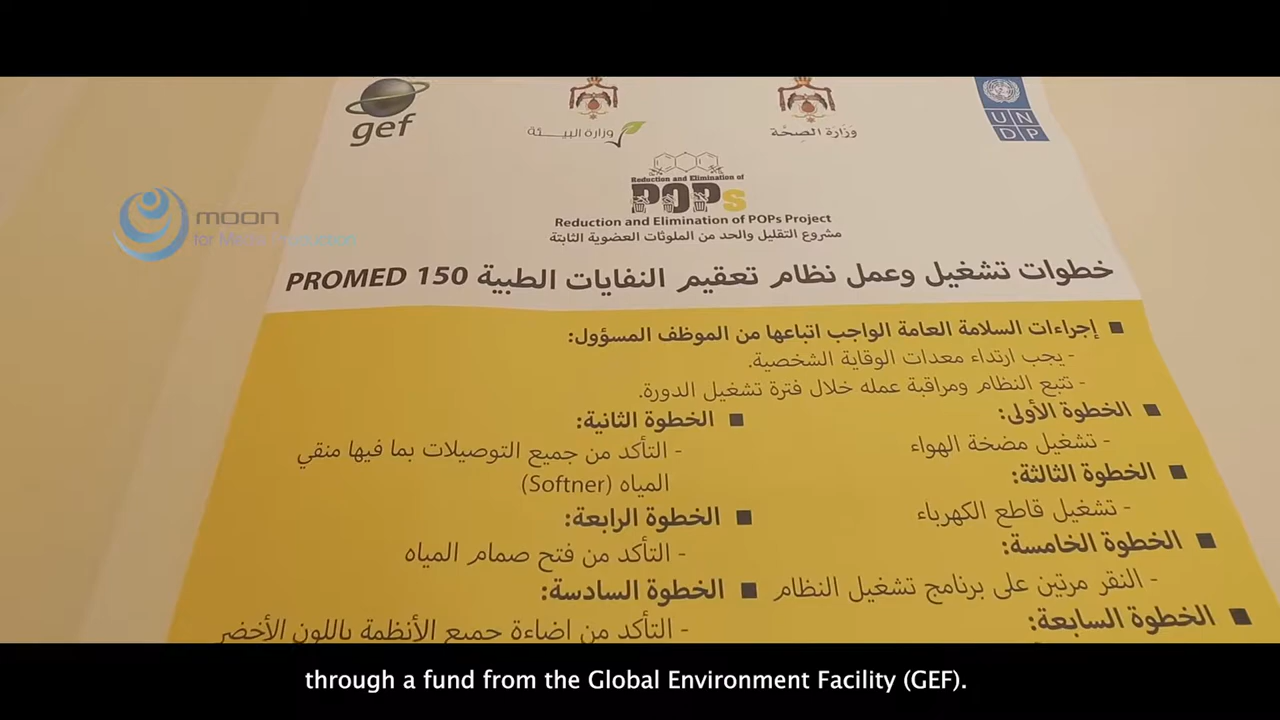 gef
وزارة البيئة
وزارة الصحة
UN
DP
Reduction and Elimination of
POPs
Reduction and Elimination of POPs Project
مشروع التقليل والحد من الملوثات العضوية الثابتة
moon
for Media Production
خطوات تشغيل وعمل نظام تعقيم النفايات الطبية PROMED 150
■ إجراءات السلامة العامة الواجب اتباعها من الموظف المسؤول:
- يجب ارتداء معدات الوقاية الشخصية.
- تتبع النظام ومراقبة عمله خلال فترة تشغيل الدورة.
■ الخطوة الأولى:
- تشغيل مضخة الهواء
■ الخطوة الثانية:
- التأكد من جميع التوصيلات بما فيها منقي
المياه (Softner)
■ الخطوة الثالثة:
- تشغيل قاطع الكهرباء
■ الخطوة الرابعة:
- التأكد من فتح صمام المياه
■ الخطوة الخامسة:
- النقر مرتين على برنامج تشغيل النظام
■ الخطوة السادسة:
- التأكد من اضاءة جميع الأنظمة باللون الأخضر
■ الخطوة السابعة:
through a fund from the Global Environment Facility (GEF).